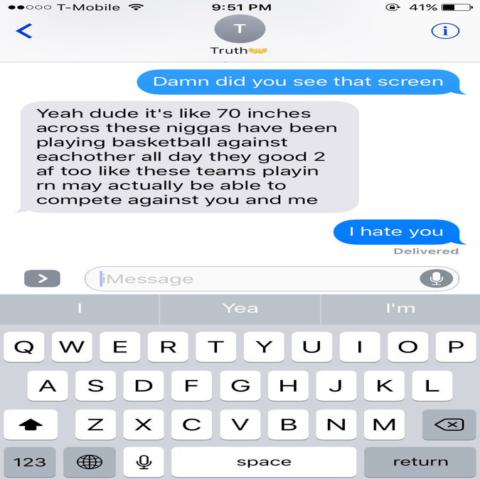 T-Mobile 9:51 PM 41%
T
Truth
Damn did you see that screen
Yeah dude it's like 70 inches
across these niggas have been
playing basketball against
eachother all day they good 2
af too like these teams playin
rn may actually be able to
compete against you and me
I hate you
Delivered
iMessage
I Yea I'm
Q W E R T Y U I O P
A S D F G H J K L
Z X C V B N M
123 space return